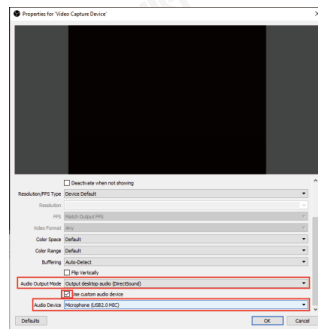 Properties for 'Video Capture Device'
Deactivate when not showing
Resolution/FPS Type Device Default
Resolution
FPS Match Output FPS
Video Format Any
Color Space Default
Color Range Default
Buffering Auto-Detect
Flip Vertically
Audio Output Mode Output desktop audio (DirectSound)
Use custom audio device
Audio Device Microphone (USB2.0 MIC)
Defaults OK Cancel